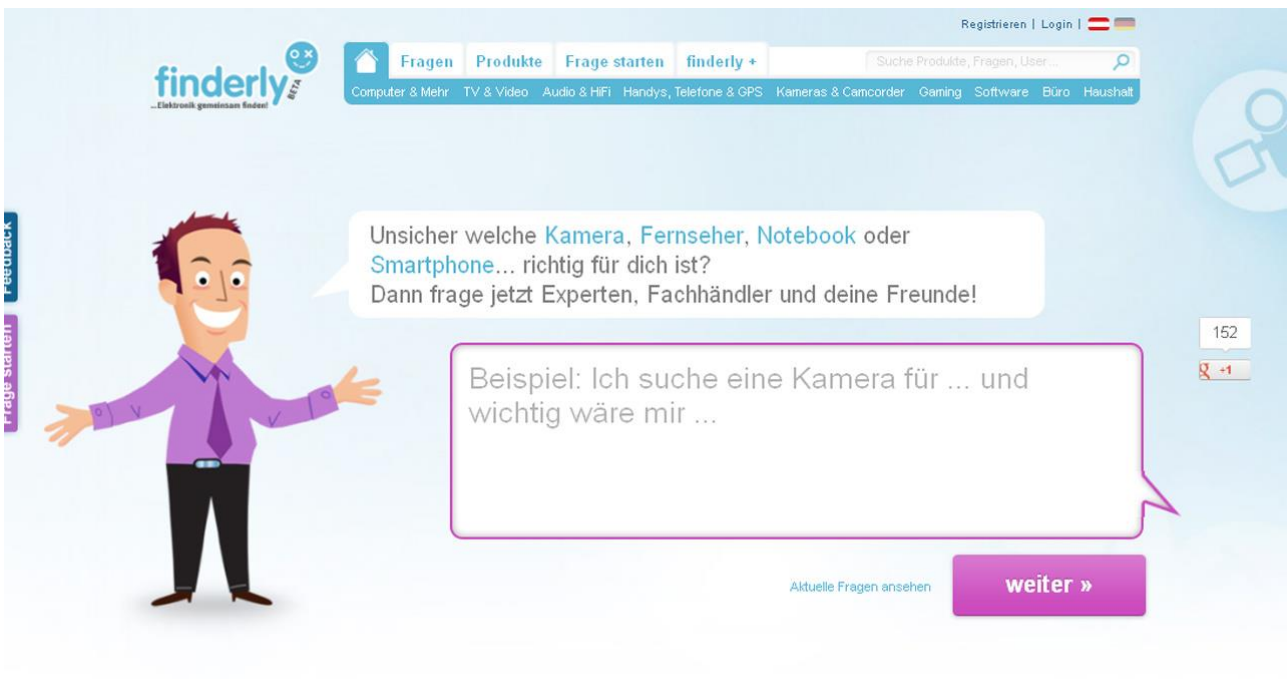 Registrieren | Login |
finderly
BETA
...Elektronik gemeinsam finden!
Fragen Produkte Frage starten finderly +
Suche Produkte, Fragen, User...
Computer & Mehr TV & Video Audio & HiFi Handys, Telefone & GPS Kameras & Camcorder Gaming Software Büro Haushalt
Feedback
Frage starten
Unsicher welche Kamera, Fernseher, Notebook oder
Smartphone... richtig für dich ist?
Dann frage jetzt Experten, Fachhändler und deine Freunde!
152
g +1
Beispiel: Ich suche eine Kamera für ... und
wichtig wäre mir ...
Aktuelle Fragen ansehen
weiter »